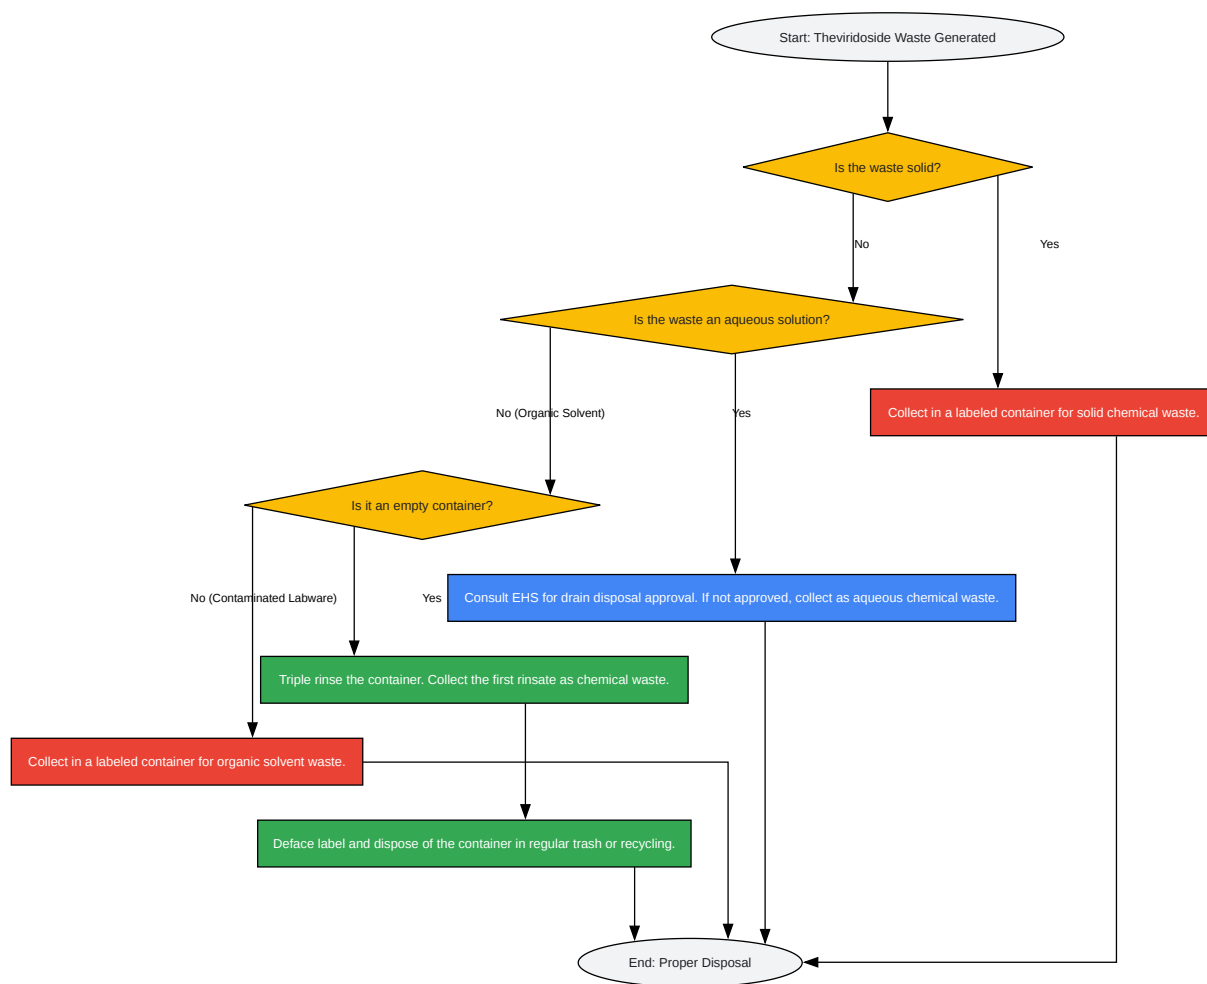 Start: Theviridoside Waste Generated
Is the waste solid?
No
Yes
Is the waste an aqueous solution?
No (Organic Solvent)
Yes
Collect in a labeled container for solid chemical waste.
Is it an empty container?
No (Contaminated Labware)
Yes
Consult EHS for drain disposal approval. If not approved, collect as aqueous chemical waste.
Triple rinse the container. Collect the first rinsate as chemical waste.
Collect in a labeled container for organic solvent waste.
Deface label and dispose of the container in regular trash or recycling.
End: Proper Disposal